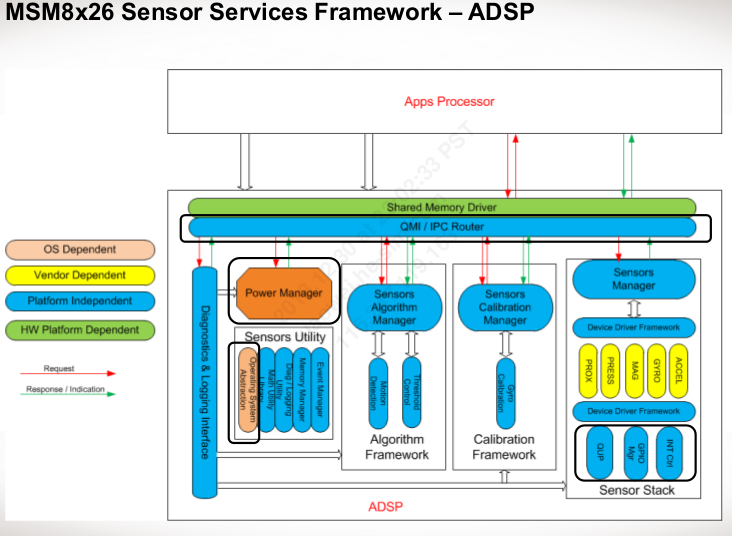 MSM8x26 Sensor Services Framework – ADSP
Apps Processor
Shared Memory Driver
QMI / IPC Router
OS Dependent
Vendor Dependent
Platform Independent
HW Platform Dependent
Request
Response / Indication
Diagnostics & Logging Interface
Power Manager
Sensors Utility
Operating System
Abstraction
Library
Math Utility
Utility
Diag / Logging
Memory Manager
Event Manager
Sensors
Algorithm
Manager
Motion
Detection
Threshold
Control
Algorithm
Framework
Sensors
Calibration
Manager
Gyro
Calibration
Calibration
Framework
Sensors
Manager
Device Driver Framework
PROX
PRESS
MAG
GYRO
ACCEL
Device Driver Framework
QUP
GPIO
Mgr
INT Ctrl
Sensor Stack
ADSP